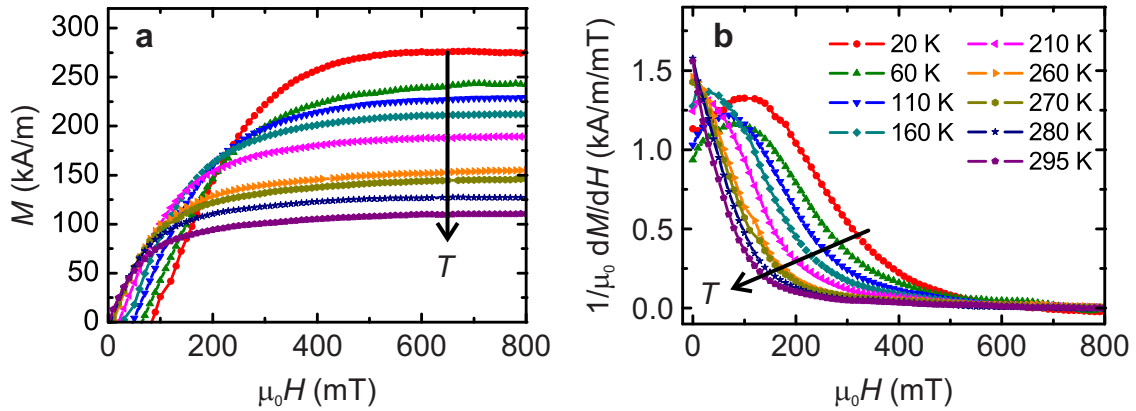 a
M (kA/m)
300
250
200
150
100
50
0
T
0 200 400 600 800
μ₀H (mT)
b
1/μ₀ dM/dH (kA/m/mT)
1.5
1.0
0.5
0.0
20 K 210 K
60 K 260 K
110 K 270 K
160 K 280 K
295 K
T
0 200 400 600 800
μ₀H (mT)